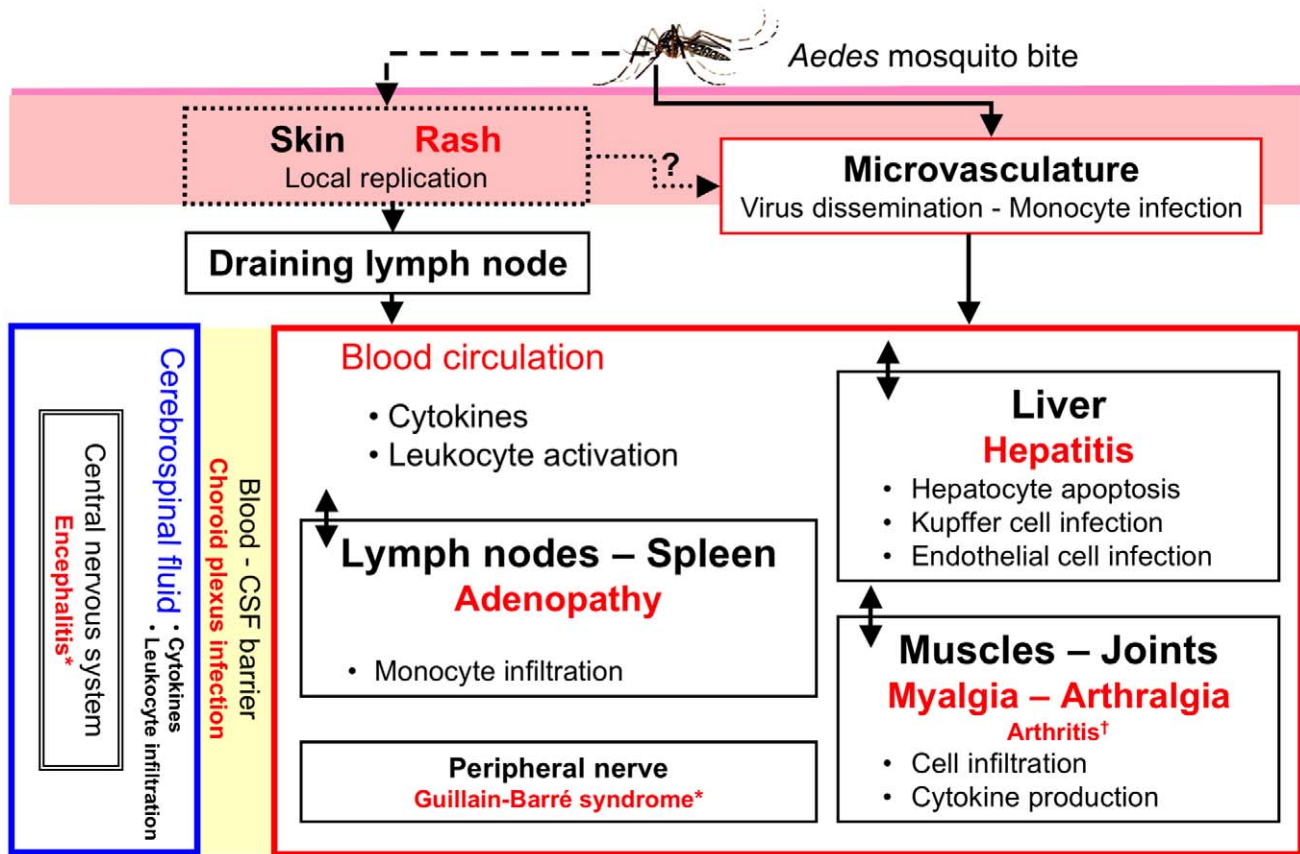 Aedes mosquito bite
Skin Rash
Local replication
?
Microvasculature
Virus dissemination - Monocyte infection
Draining lymph node
Central nervous system
Encephalitis*
Cerebrospinal fluid
• Cytokines
• Leukocyte infiltration
Blood - CSF barrier
Choroid plexus infection
Blood circulation
• Cytokines
• Leukocyte activation
Lymph nodes – Spleen
Adenopathy
• Monocyte infiltration
Peripheral nerve
Guillain-Barré syndrome*
Liver
Hepatitis
• Hepatocyte apoptosis
• Kupffer cell infection
• Endothelial cell infection
Muscles – Joints
Myalgia – Arthralgia
Arthritis†
• Cell infiltration
• Cytokine production